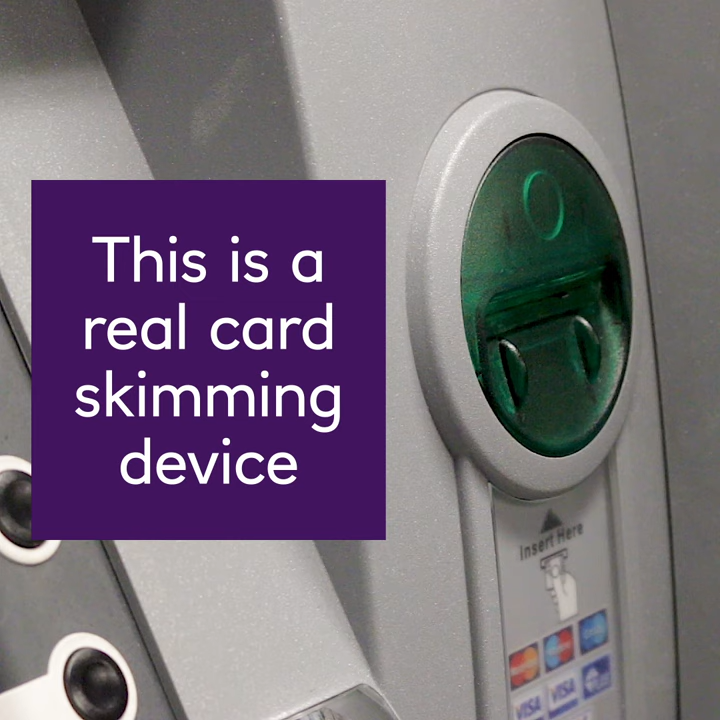 This is a
real card
skimming
device
Insert Here
VISA
VISA